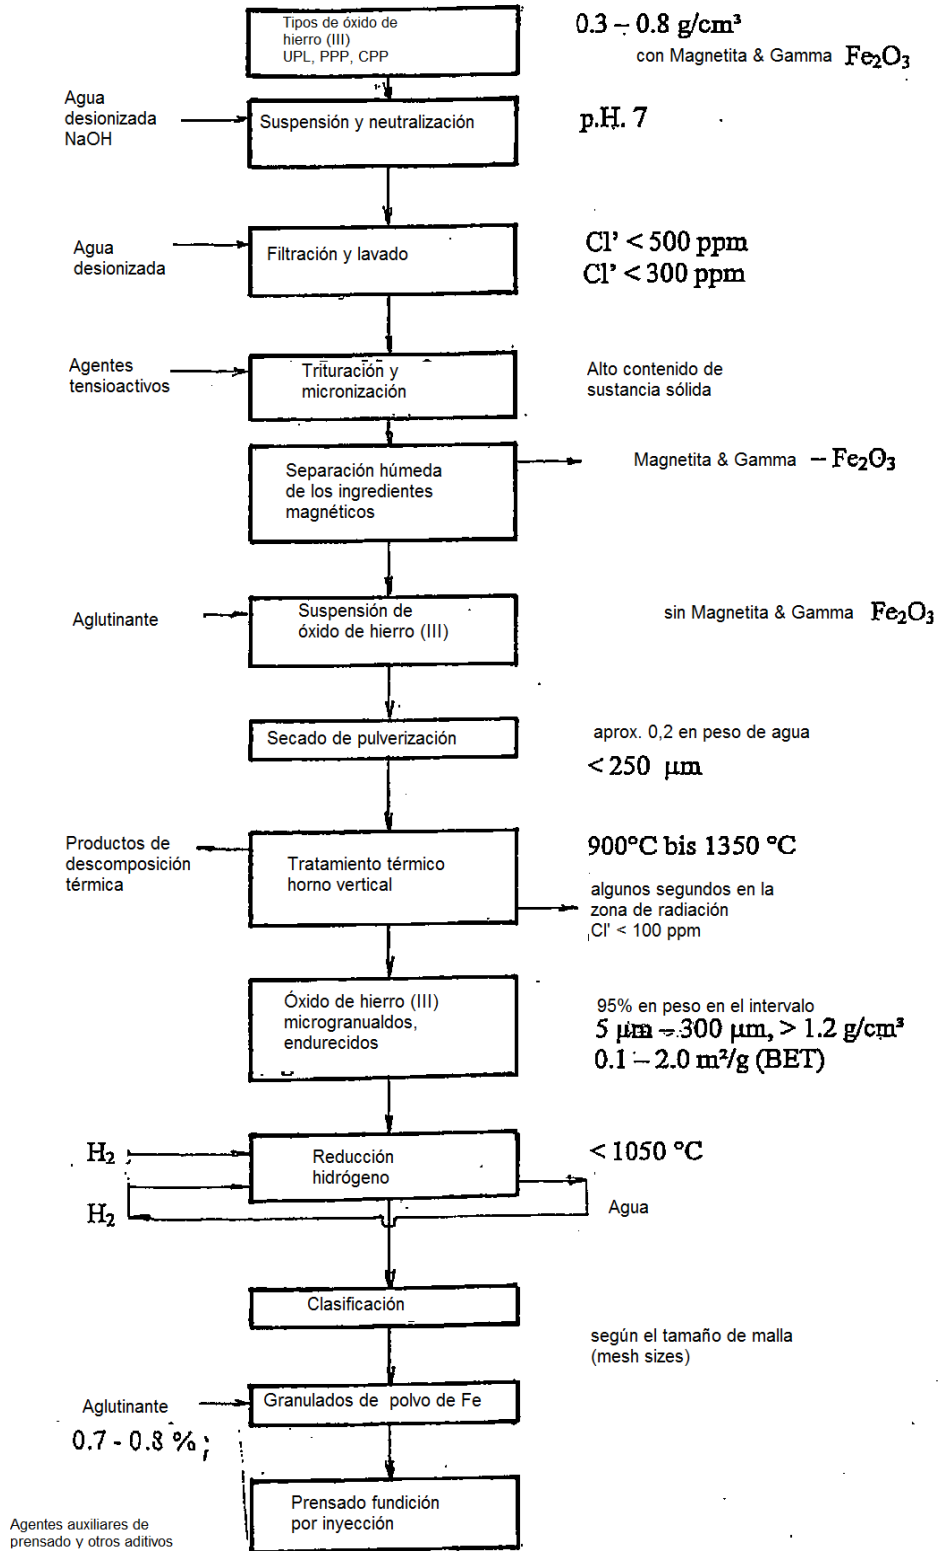 Tipos de óxido de
hierro (III)
UPL, PPP, CPP
0.3 – 0.8 g/cm³
con Magnetita & Gamma Fe₂O₃
Agua
desionizada
NaOH
Suspensión y neutralización
p.H. 7
Agua
desionizada
Filtración y lavado
Cl' < 500 ppm
Cl' < 300 ppm
Agentes
tensioactivos
Trituración y
micronización
Alto contenido de
sustancia sólida
Separación húmeda
de los ingredientes
magnéticos
Magnetita & Gamma – Fe₂O₃
Aglutinante
Suspensión de
óxido de hierro (III)
sin Magnetita & Gamma Fe₂O₃
Secado de pulverización
aprox. 0,2 en peso de agua
< 250 µm
Productos de
descomposición
térmica
Tratamiento térmico
horno vertical
900°C bis 1350 °C
algunos segundos en la
zona de radiación
Cl' < 100 ppm
Óxido de hierro (III)
microgranualdos,
endurecidos
95% en peso en el intervalo
5 µm – 300 µm, > 1.2 g/cm³
0.1 – 2.0 m²/g (BET)
H₂
H₂
Reducción
hidrógeno
< 1050 °C
Agua
Clasificación
según el tamaño de malla
(mesh sizes)
Aglutinante
0.7 - 0.8 %;
Granulados de polvo de Fe
Prensado fundición
por inyección
Agentes auxiliares de
prensado y otros aditivos